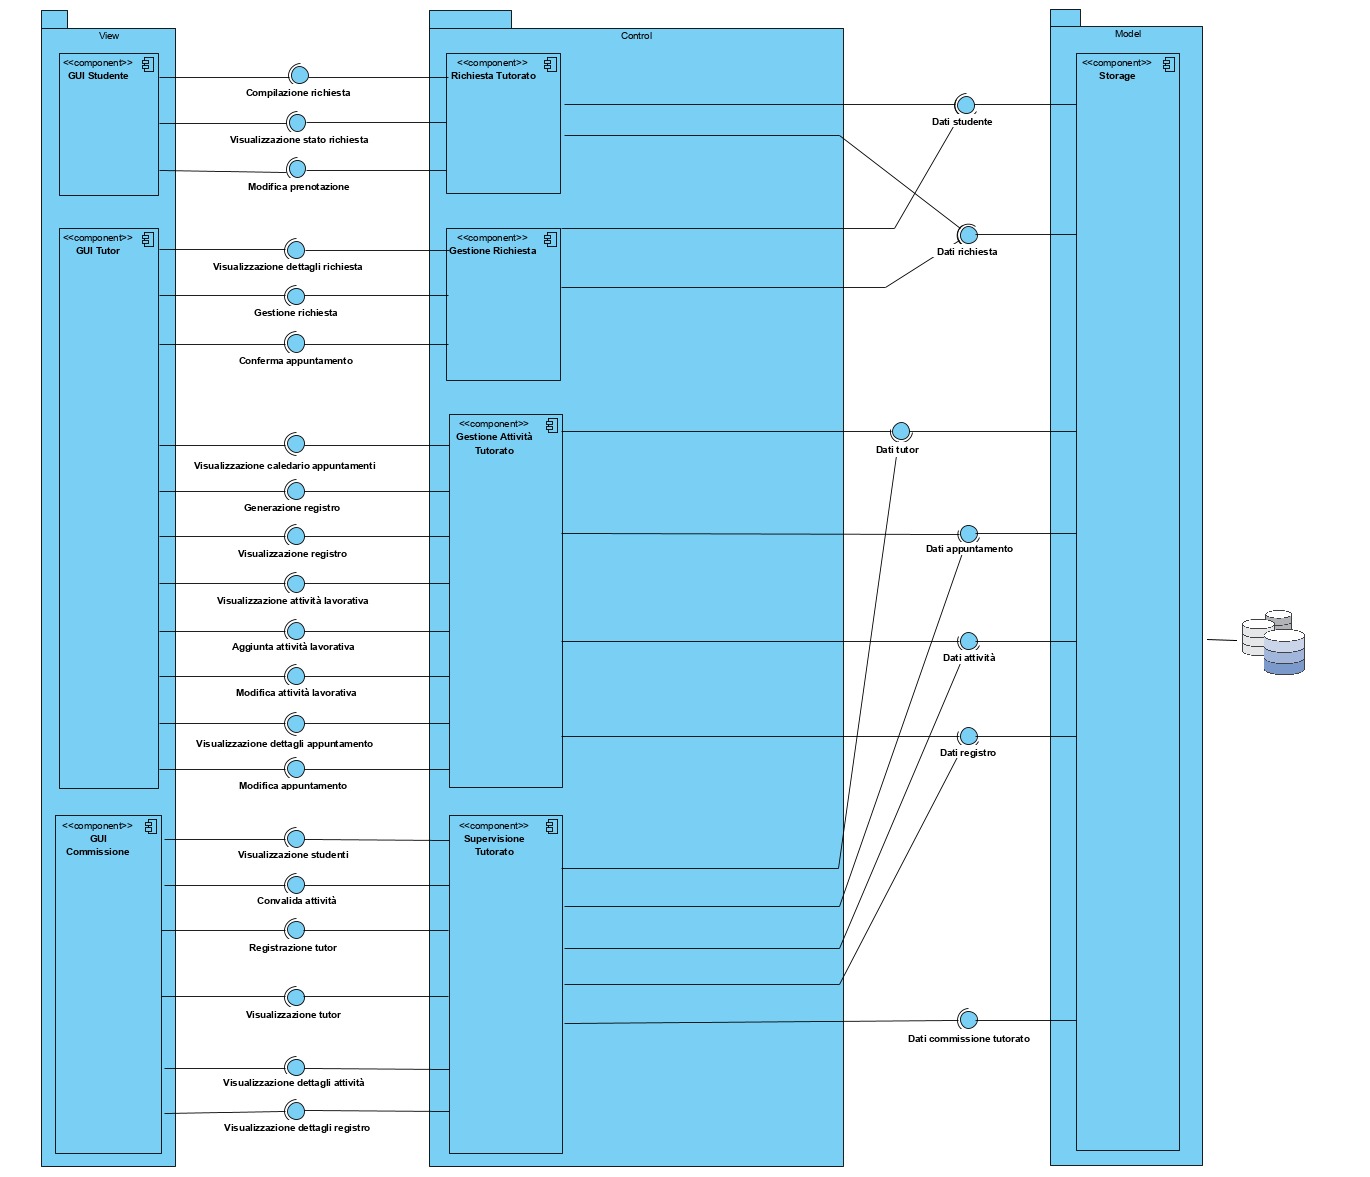 View
Control
Model
<<component>>
GUI Studente
Compilazione richiesta
Visualizzazione stato richiesta
Modifica prenotazione
<<component>>
Richiesta Tutorato
<<component>>
Storage
Dati studente
Dati richiesta
<<component>>
GUI Tutor
Visualizzazione dettagli richiesta
Gestione richiesta
Conferma appuntamento
<<component>>
Gestione Richiesta
Visualizzazione caledario appuntamenti
Generazione registro
Visualizzazione registro
Visualizzazione attività lavorativa
Aggiunta attività lavorativa
Modifica attività lavorativa
Visualizzazione dettagli appuntamento
Modifica appuntamento
<<component>>
Gestione Attività
Tutorato
Dati tutor
Dati appuntamento
Dati attività
Dati registro
<<component>>
GUI
Commissione
Visualizzazione studenti
Convalida attività
Registrazione tutor
Visualizzazione tutor
Visualizzazione dettagli attività
Visualizzazione dettagli registro
<<component>>
Supervisione
Tutorato
Dati commissione tutorato